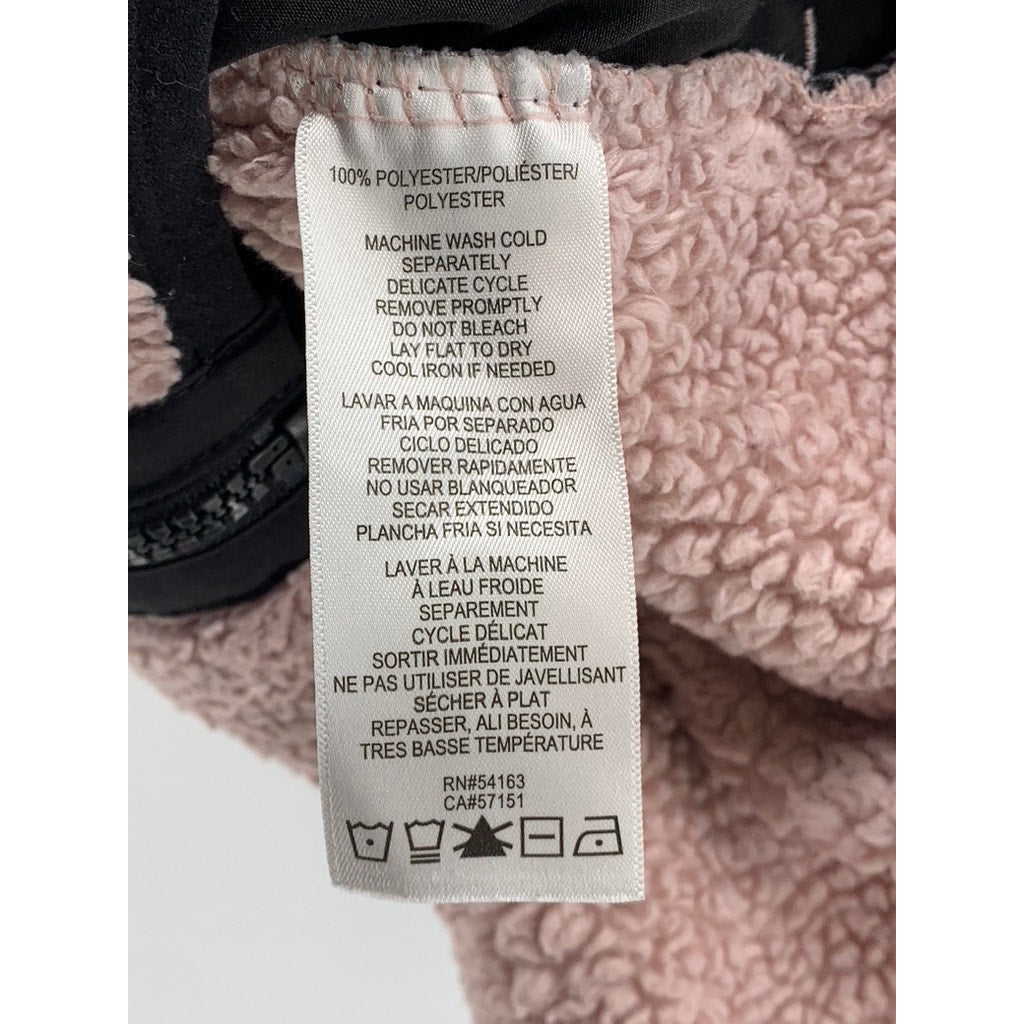 100% POLYESTER/POLIÉSTER/
POLYESTER
MACHINE WASH COLD
SEPARATELY
DELICATE CYCLE
REMOVE PROMPTLY
DO NOT BLEACH
LAY FLAT TO DRY
COOL IRON IF NEEDED
LAVAR A MAQUINA CON AGUA
FRIA POR SEPARADO
CICLO DELICADO
REMOVER RAPIDAMENTE
NO USAR BLANQUEADOR
SECAR EXTENDIDO
PLANCHA FRIA SI NECESITA
LAVER À LA MACHINE
À LEAU FROIDE
SEPAREMENT
CYCLE DÉLICAT
SORTIR IMMÉDIATEMENT
NE PAS UTILISER DE JAVELLISANT
SÉCHER À PLAT
REPASSER, ALI BESOIN, À
TRES BASSE TEMPÉRATURE
RN#54163
CA#57151